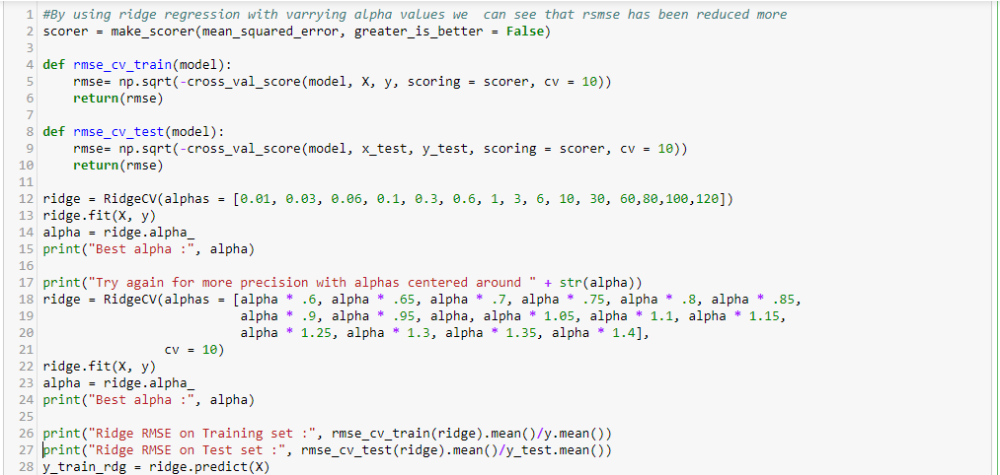 1 #By using ridge regression with varrying alpha values we  can see that rsmse has been reduced more
2 scorer = make_scorer(mean_squared_error, greater_is_better = False)
3
4 def rmse_cv_train(model):
5     rmse= np.sqrt(-cross_val_score(model, X, y, scoring = scorer, cv = 10))
6     return(rmse)
7
8 def rmse_cv_test(model):
9     rmse= np.sqrt(-cross_val_score(model, x_test, y_test, scoring = scorer, cv = 10))
10     return(rmse)
11
12 ridge = RidgeCV(alphas = [0.01, 0.03, 0.06, 0.1, 0.3, 0.6, 1, 3, 6, 10, 30, 60,80,100,120])
13 ridge.fit(X, y)
14 alpha = ridge.alpha_
15 print("Best alpha :", alpha)
16
17 print("Try again for more precision with alphas centered around " + str(alpha))
18 ridge = RidgeCV(alphas = [alpha * .6, alpha * .65, alpha * .7, alpha * .75, alpha * .8, alpha * .85,
19                           alpha * .9, alpha * .95, alpha, alpha * 1.05, alpha * 1.1, alpha * 1.15,
20                           alpha * 1.25, alpha * 1.3, alpha * 1.35, alpha * 1.4],
21                 cv = 10)
22 ridge.fit(X, y)
23 alpha = ridge.alpha_
24 print("Best alpha :", alpha)
25
26 print("Ridge RMSE on Training set :", rmse_cv_train(ridge).mean()/y.mean())
27 print("Ridge RMSE on Test set :", rmse_cv_test(ridge).mean()/y_test.mean())
28 y_train_rdg = ridge.predict(X)